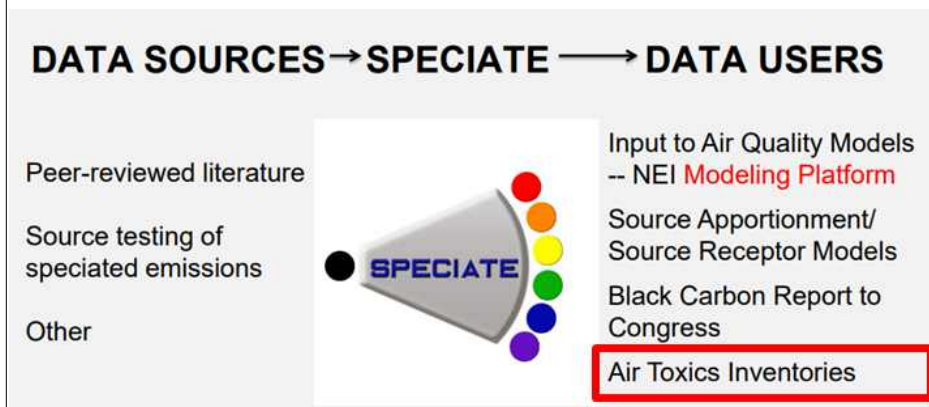 DATA SOURCES→SPECIATE ⟶ DATA USERS
Peer-reviewed literature
Source testing of
speciated emissions
Other
SPECIATE
Input to Air Quality Models
-- NEI Modeling Platform
Source Apportionment/
Source Receptor Models
Black Carbon Report to
Congress
Air Toxics Inventories